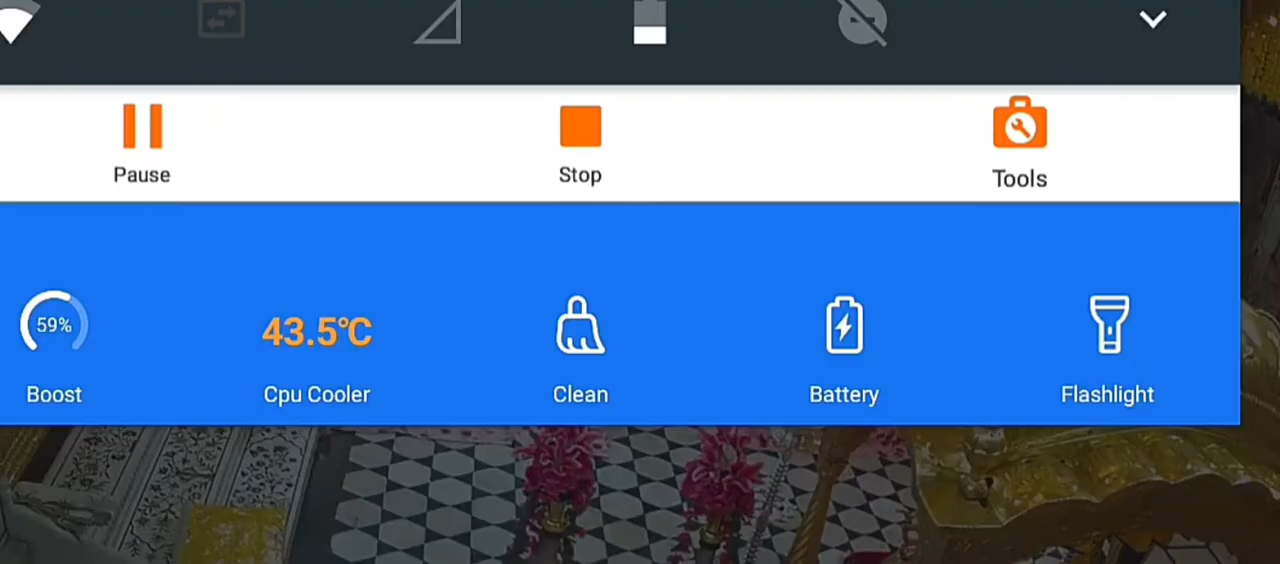 Pause
Stop
Tools
59%
43.5℃
Boost
Cpu Cooler
Clean
Battery
Flashlight